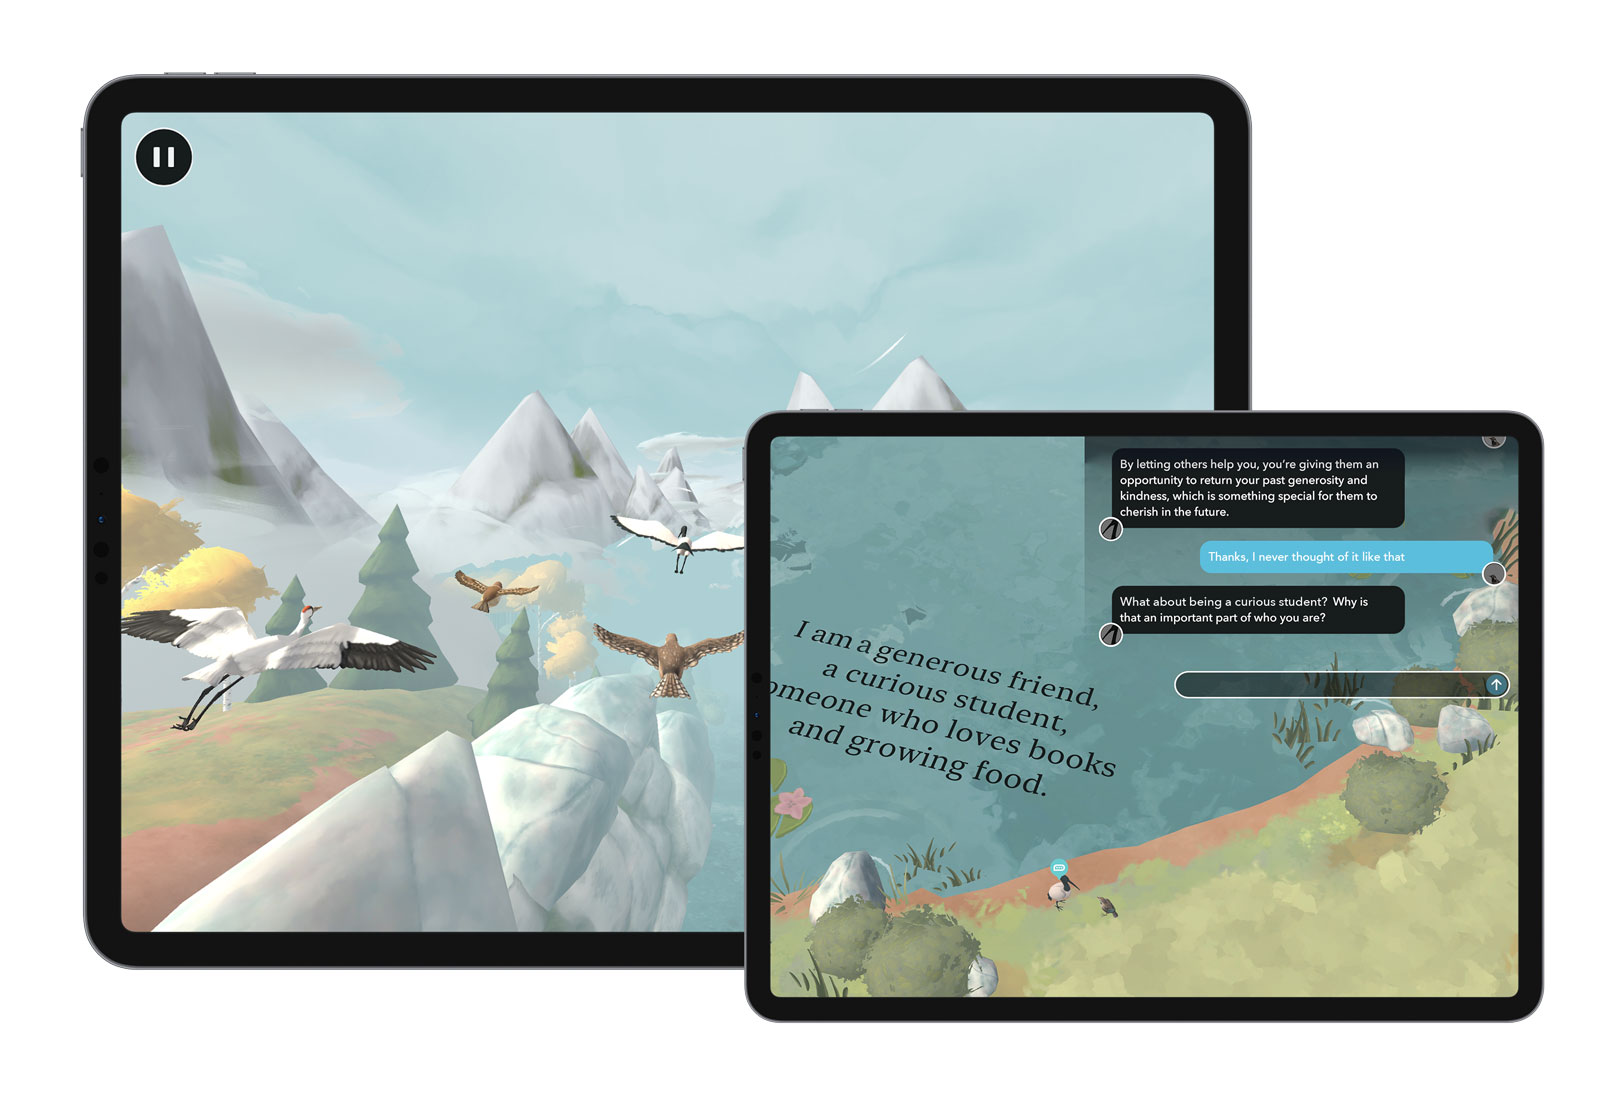 By letting others help you, you're giving them an
opportunity to return your past generosity and
kindness, which is something special for them to
cherish in the future.
Thanks, I never thought of it like that
What about being a curious student?  Why is
that an important part of who you are?
I am a generous friend,
a curious student,
omeone who loves books
and growing food.